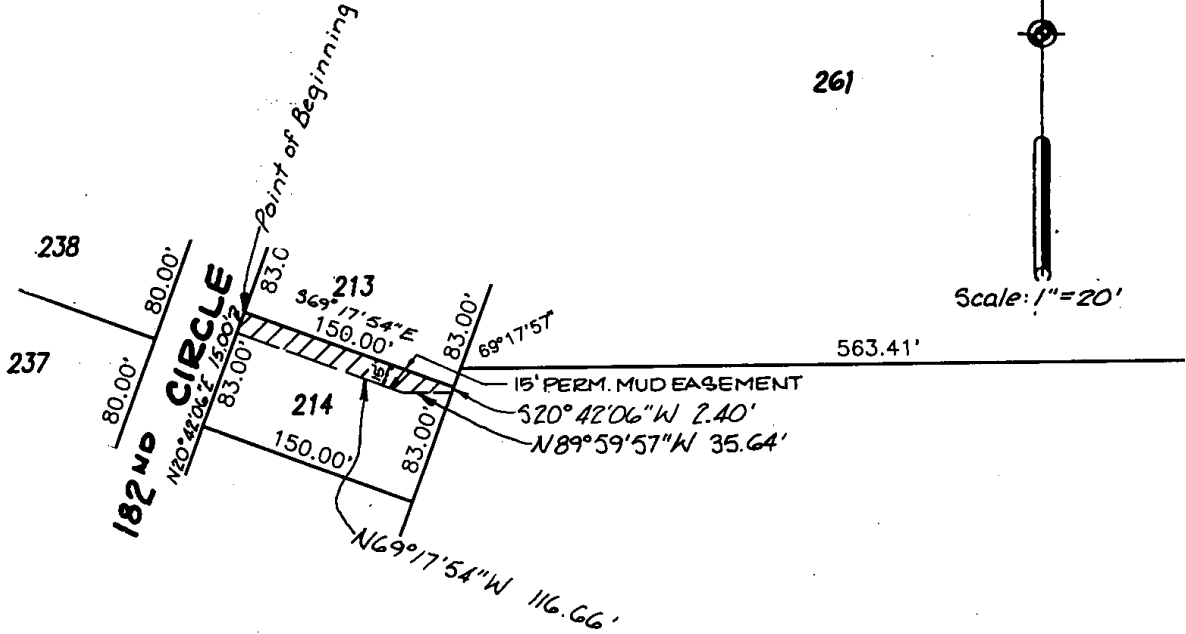 Point of Beginning
261
Scale: 1"=20'
238
80.00'
83.0
213
S69°17'54"E
150.00'
83.00'
69°17'57"
563.41'
237
80.00'
182ND CIRCLE
N20°42'06"E 15.00'
83.00'
15'
15' PERM. MUD EASEMENT
S20°42'06"W 2.40'
N89°59'57"W 35.64'
214
150.00'
83.00'
N69°17'54"W 116.66'